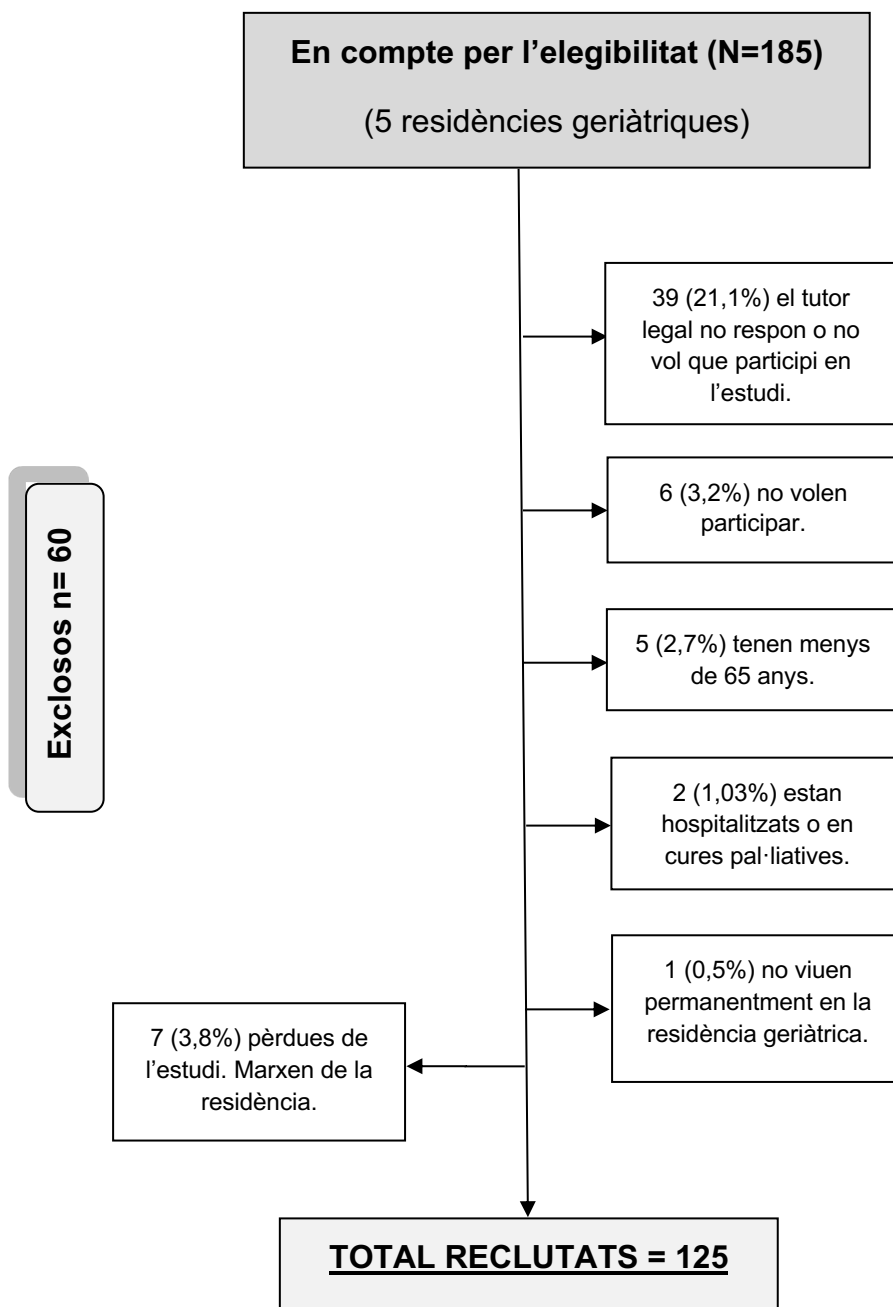 En compte per l’elegibilitat (N=185)
(5 residències geriàtriques)
39 (21,1%) el tutor
legal no respon o no
vol que participi en
l’estudi.
6 (3,2%) no volen
participar.
Exclosos n= 60
5 (2,7%) tenen menys
de 65 anys.
2 (1,03%) estan
hospitalitzats o en
cures pal·liatives.
1 (0,5%) no viuen
permanentment en la
residència geriàtrica.
7 (3,8%) pèrdues de
l’estudi. Marxen de la
residència.
TOTAL RECLUTATS = 125